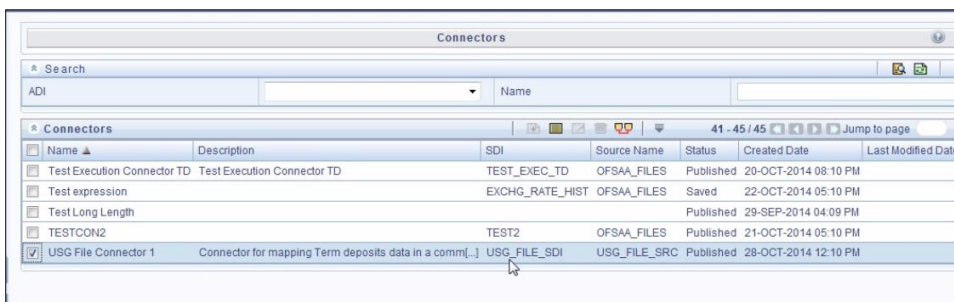 Connectors
Search
ADI Name
Connectors 41 - 45 / 45 Jump to page
Name Description SDI Source Name Status Created Date Last Modified Dat
Test Execution Connector TD Test Execution Connector TD TEST_EXEC_TD OFSAA_FILES Published 20-OCT-2014 08:10 PM
Test expression EXCHG_RATE_HIST OFSAA_FILES Saved 22-OCT-2014 05:10 PM
Test Long Length Published 29-SEP-2014 04:09 PM
TESTCON2 TEST2 OFSAA_FILES Published 21-OCT-2014 05:10 PM
USG File Connector 1 Connector for mapping Term deposits data in a comm[...] USG_FILE_SDI USG_FILE_SRC Published 28-OCT-2014 12:10 PM